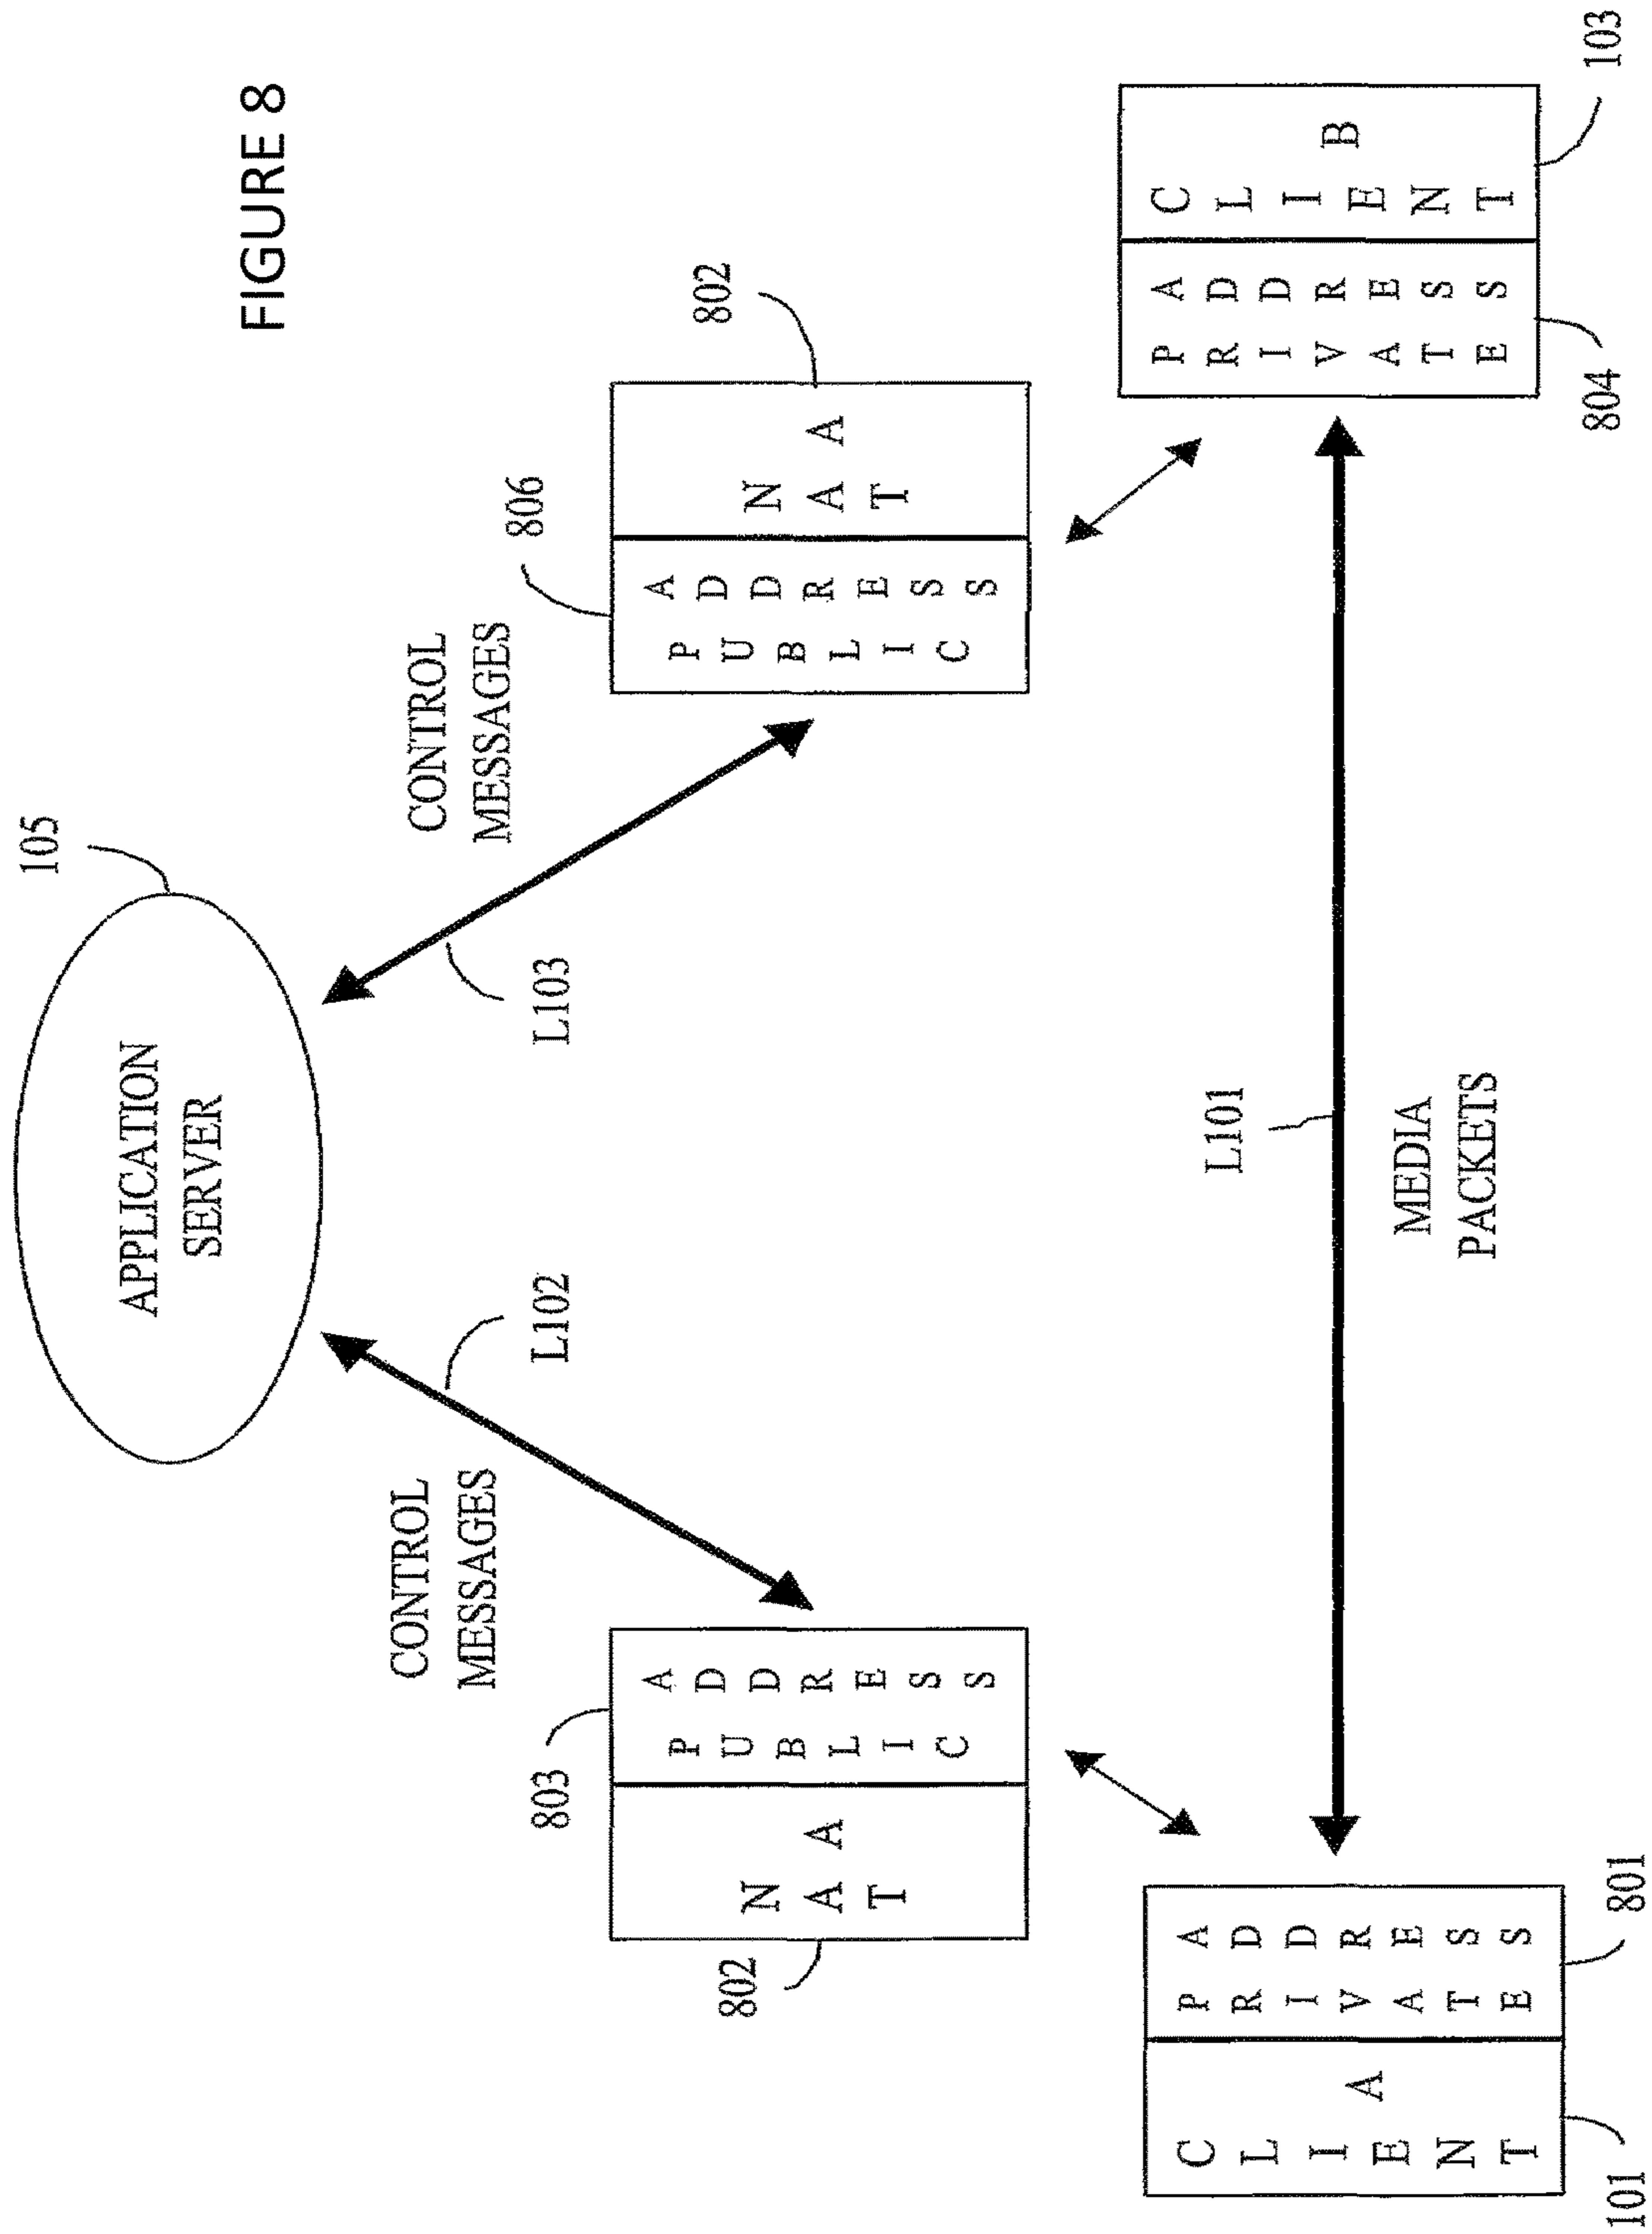 FIGURE 8
105
APPLICATION
SERVER
CONTROL
MESSAGES
L102
CONTROL
MESSAGES
L103
802
NAT
A
803
PUBLIC
ADDRESS
806
PUBLIC
ADDRESS
NAT
A
802
L101
MEDIA
PACKETS
CLIENT
A
PRIVATE
ADDRESS
101
801
PRIVATE
ADDRESS
CLIENT
B
804
103